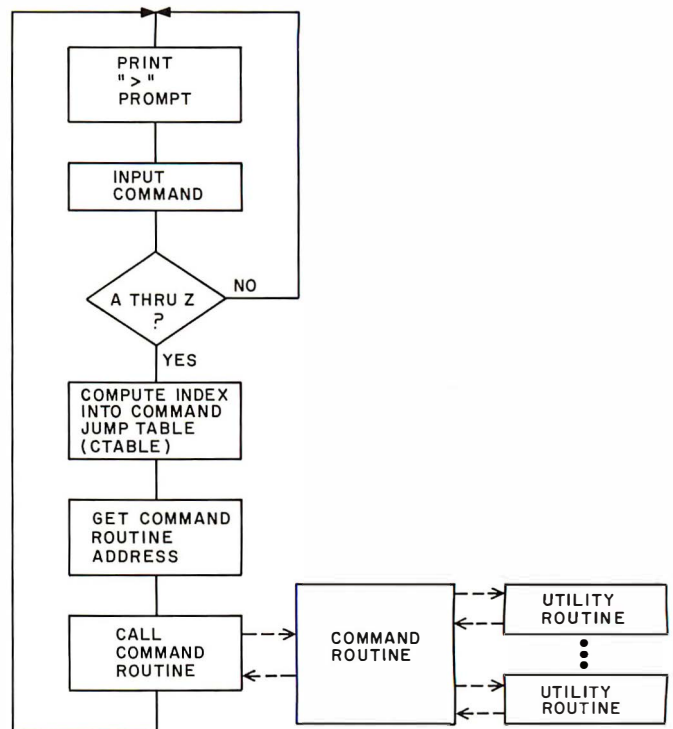 PRINT
">"
PROMPT
INPUT
COMMAND
A THRU Z
?
NO
YES
COMPUTE INDEX
INTO COMMAND
JUMP TABLE
(CTABLE)
GET COMMAND
ROUTINE
ADDRESS
CALL
COMMAND
ROUTINE
COMMAND
ROUTINE
UTILITY
ROUTINE
UTILITY
ROUTINE